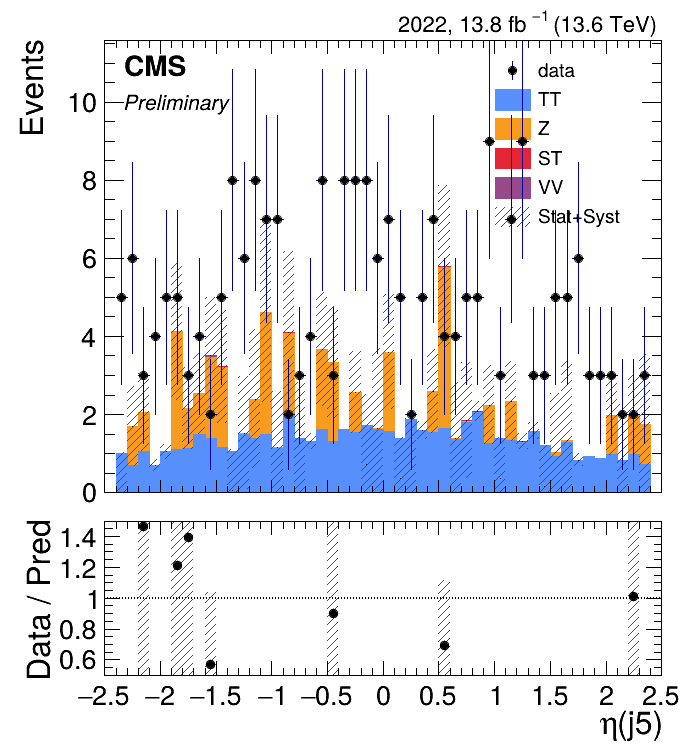 2022, 13.8 fb⁻¹ (13.6 TeV)
CMS
Preliminary
Events
10
8
6
4
2
0
data
TT
Z
ST
VV
Stat+Syst
Data / Pred
1.4
1.2
1
0.8
0.6
−2.5 −2 −1.5 −1 −0.5 0 0.5 1 1.5 2 2.5
η(j5)